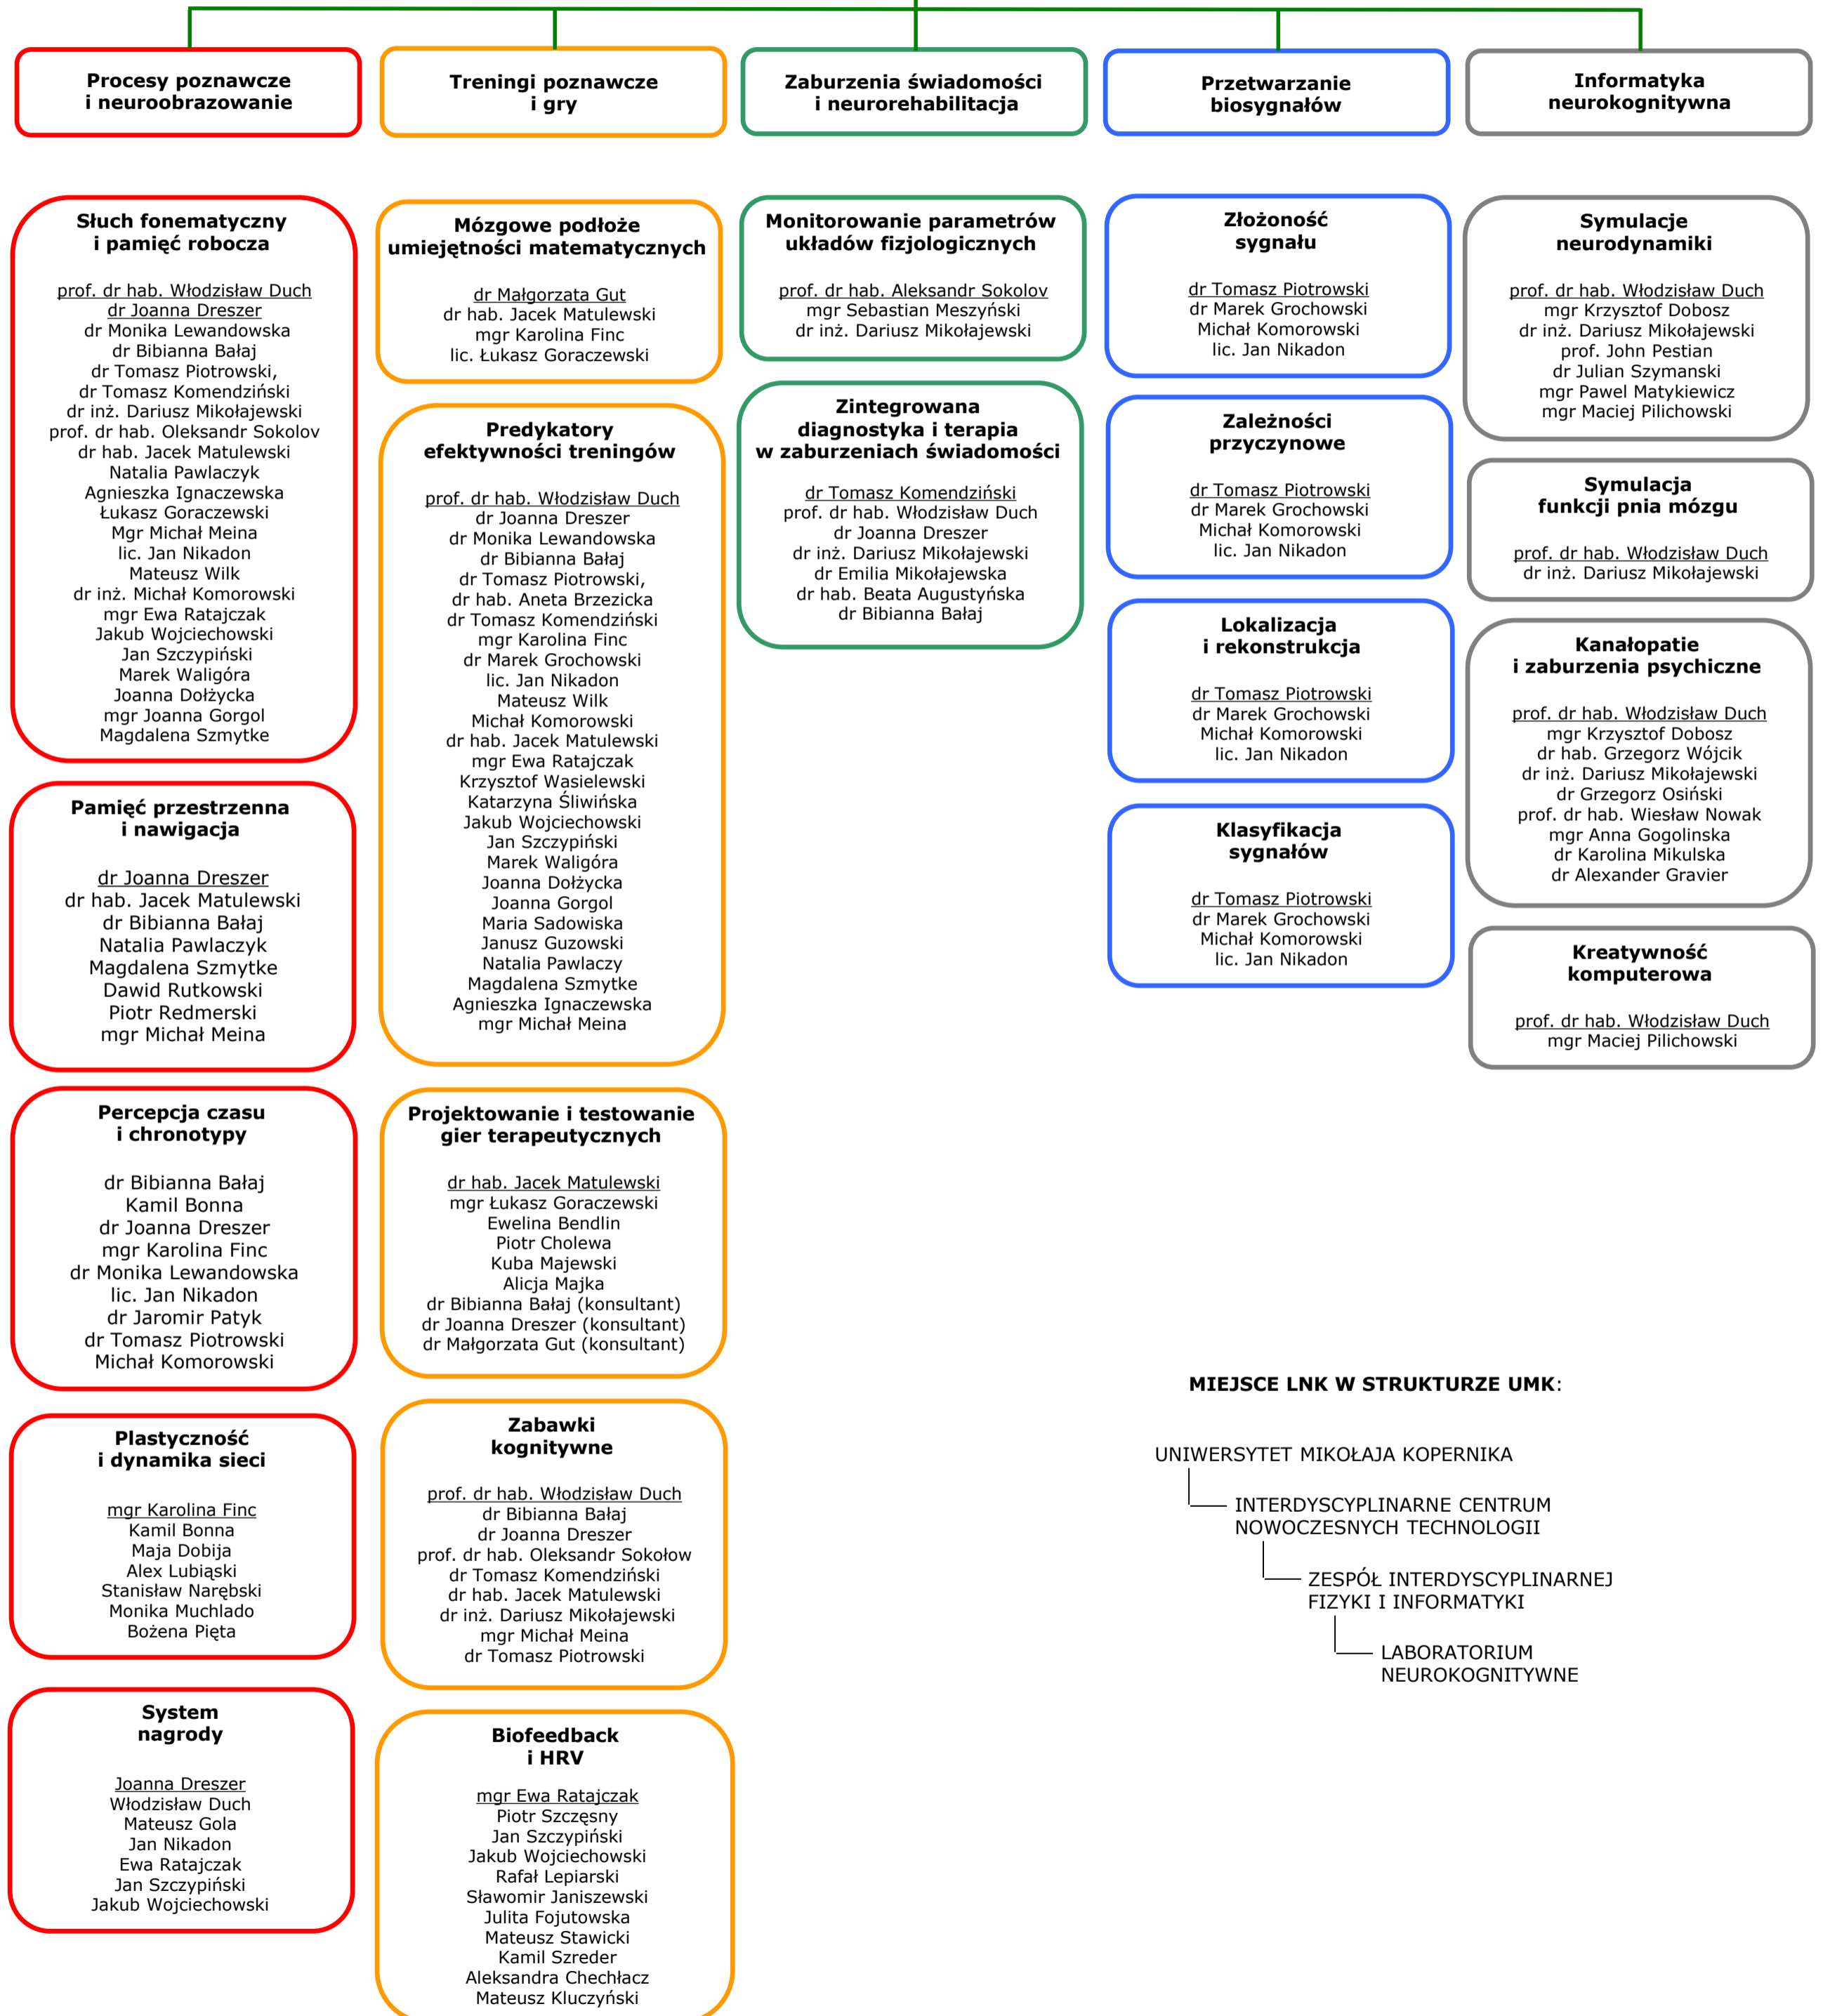 Procesy poznawcze
i neuroobrazowanie
Treningi poznawcze
i gry
Zaburzenia świadomości
i neurorehabilitacja
Przetwarzanie
biosygnałów
Informatyka
neurokognitywna
Słuch fonematyczny
i pamięć robocza
prof. dr hab. Włodzisław Duch
dr Joanna Dreszer
dr Monika Lewandowska
dr Bibianna Bałaj
dr Tomasz Piotrowski,
dr Tomasz Komendziński
dr inż. Dariusz Mikołajewski
prof. dr hab. Oleksandr Sokolov
dr hab. Jacek Matulewski
Natalia Pawlaczyk
Agnieszka Ignaczewska
Łukasz Goraczewski
Mgr Michał Meina
lic. Jan Nikadon
Mateusz Wilk
dr inż. Michał Komorowski
mgr Ewa Ratajczak
Jakub Wojciechowski
Jan Szczypiński
Marek Waligóra
Joanna Dołżycka
mgr Joanna Gorgol
Magdalena Szmytke
Pamięć przestrzenna
i nawigacja
dr Joanna Dreszer
dr hab. Jacek Matulewski
dr Bibianna Bałaj
Natalia Pawlaczyk
Magdalena Szmytke
Dawid Rutkowski
Piotr Redmerski
mgr Michał Meina
Percepcja czasu
i chronotypy
dr Bibianna Bałaj
Kamil Bonna
dr Joanna Dreszer
mgr Karolina Finc
dr Monika Lewandowska
lic. Jan Nikadon
dr Jaromir Patyk
dr Tomasz Piotrowski
Michał Komorowski
Plastyczność
i dynamika sieci
mgr Karolina Finc
Kamil Bonna
Maja Dobija
Alex Lubiąski
Stanisław Narębski
Monika Muchlado
Bożena Pięta
System
nagrody
Joanna Dreszer
Włodzisław Duch
Mateusz Gola
Jan Nikadon
Ewa Ratajczak
Jan Szczypiński
Jakub Wojciechowski
Mózgowe podłoże
umiejętności matematycznych
dr Małgorzata Gut
dr hab. Jacek Matulewski
mgr Karolina Finc
lic. Łukasz Goraczewski
Predykatory
efektywności treningów
prof. dr hab. Włodzisław Duch
dr Joanna Dreszer
dr Monika Lewandowska
dr Bibianna Bałaj
dr Tomasz Piotrowski,
dr hab. Aneta Brzezicka
dr Tomasz Komendziński
mgr Karolina Finc
dr Marek Grochowski
lic. Jan Nikadon
Mateusz Wilk
Michał Komorowski
dr hab. Jacek Matulewski
mgr Ewa Ratajczak
Krzysztof Wasielewski
Katarzyna Śliwińska
Jakub Wojciechowski
Jan Szczypiński
Marek Waligóra
Joanna Dołżycka
Joanna Gorgol
Maria Sadowiska
Janusz Guzowski
Natalia Pawlaczy
Magdalena Szmytke
Agnieszka Ignaczewska
mgr Michał Meina
Projektowanie i testowanie
gier terapeutycznych
dr hab. Jacek Matulewski
mgr Łukasz Goraczewski
Ewelina Bendlin
Piotr Cholewa
Kuba Majewski
Alicja Majka
dr Bibianna Bałaj (konsultant)
dr Joanna Dreszer (konsultant)
dr Małgorzata Gut (konsultant)
Zabawki
kognitywne
prof. dr hab. Włodzisław Duch
dr Bibianna Bałaj
dr Joanna Dreszer
prof. dr hab. Oleksandr Sokołow
dr Tomasz Komendziński
dr hab. Jacek Matulewski
dr inż. Dariusz Mikołajewski
mgr Michał Meina
dr Tomasz Piotrowski
Biofeedback
i HRV
mgr Ewa Ratajczak
Piotr Szczęsny
Jan Szczypiński
Jakub Wojciechowski
Rafał Lepiarski
Sławomir Janiszewski
Julita Fojutowska
Mateusz Stawicki
Kamil Szreder
Aleksandra Chechłacz
Mateusz Kluczyński
Monitorowanie parametrów
układów fizjologicznych
prof. dr hab. Aleksandr Sokolov
mgr Sebastian Meszyński
dr inż. Dariusz Mikołajewski
Zintegrowana
diagnostyka i terapia
w zaburzeniach świadomości
dr Tomasz Komendziński
prof. dr hab. Włodzisław Duch
dr Joanna Dreszer
dr inż. Dariusz Mikołajewski
dr Emilia Mikołajewska
dr hab. Beata Augustyńska
dr Bibianna Bałaj
Złożoność
sygnału
dr Tomasz Piotrowski
dr Marek Grochowski
Michał Komorowski
lic. Jan Nikadon
Zależności
przyczynowe
dr Tomasz Piotrowski
dr Marek Grochowski
Michał Komorowski
lic. Jan Nikadon
Lokalizacja
i rekonstrukcja
dr Tomasz Piotrowski
dr Marek Grochowski
Michał Komorowski
lic. Jan Nikadon
Klasyfikacja
sygnałów
dr Tomasz Piotrowski
dr Marek Grochowski
Michał Komorowski
lic. Jan Nikadon
Symulacje
neurodynamiki
prof. dr hab. Włodzisław Duch
mgr Krzysztof Dobosz
dr inż. Dariusz Mikołajewski
prof. John Pestian
dr Julian Szymanski
mgr Pawel Matykiewicz
mgr Maciej Pilichowski
Symulacja
funkcji pnia mózgu
prof. dr hab. Włodzisław Duch
dr inż. Dariusz Mikołajewski
Kanałopatie
i zaburzenia psychiczne
prof. dr hab. Włodzisław Duch
mgr Krzysztof Dobosz
dr hab. Grzegorz Wójcik
dr inż. Dariusz Mikołajewski
dr Grzegorz Osiński
prof. dr hab. Wiesław Nowak
mgr Anna Gogolinska
dr Karolina Mikulska
dr Alexander Gravier
Kreatywność
komputerowa
prof. dr hab. Włodzisław Duch
mgr Maciej Pilichowski
MIEJSCE LNK W STRUKTURZE UMK:
UNIWERSYTET MIKOŁAJA KOPERNIKA
INTERDYSCYPLINARNE CENTRUM
NOWOCZESNYCH TECHNOLOGII
ZESPÓŁ INTERDYSCYPLINARNEJ
FIZYKI I INFORMATYKI
LABORATORIUM
NEUROKOGNITYWNE